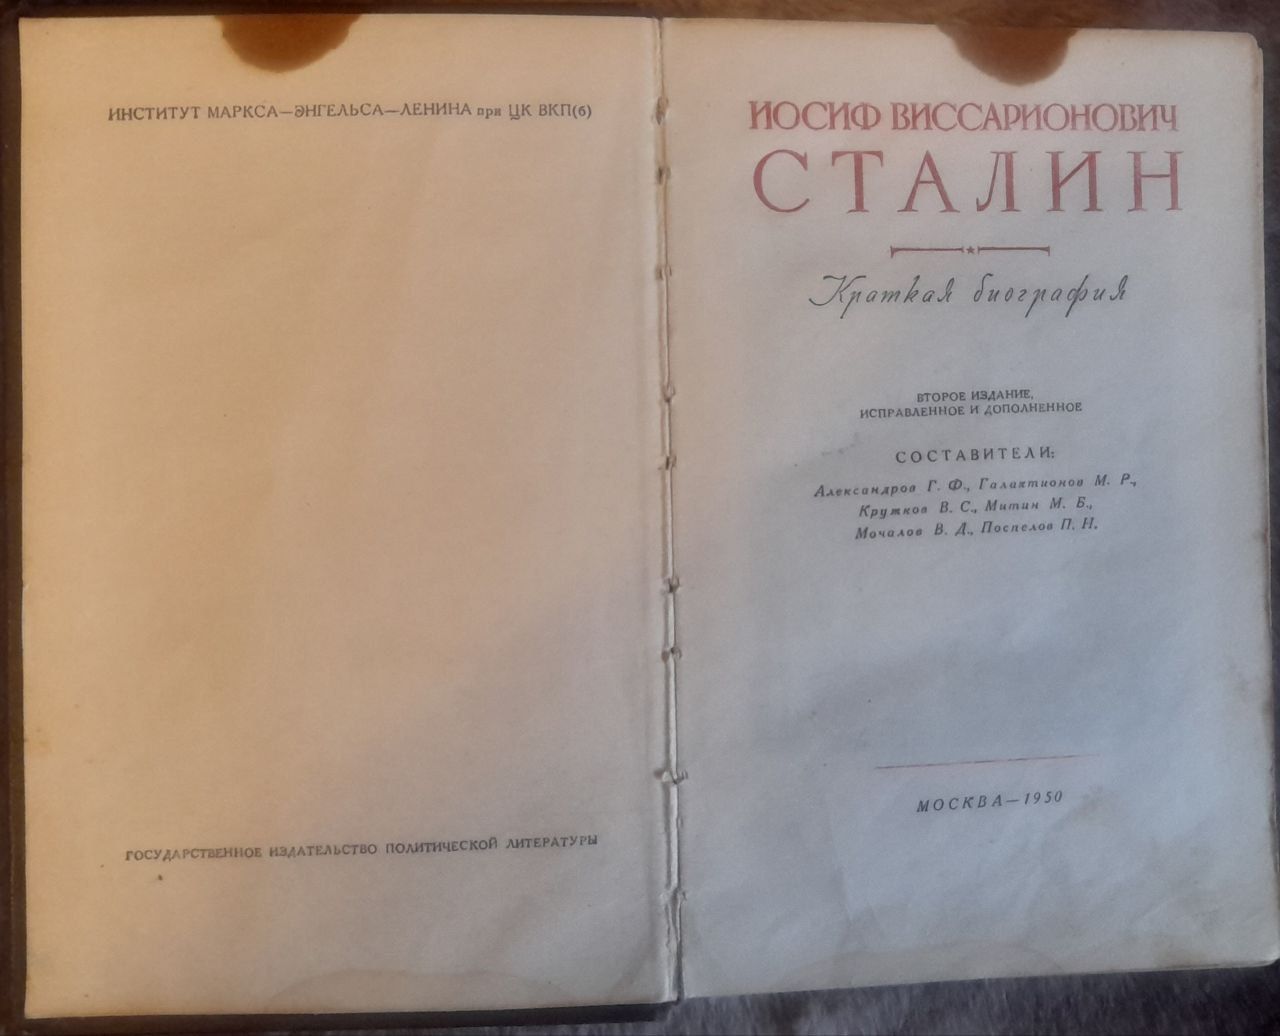 ИНСТИТУТ МАРКСА—ЭНГЕЛЬСА—ЛЕНИНА при ЦК ВКП(б)
ГОСУДАРСТВЕННОЕ ИЗДАТЕЛЬСТВО ПОЛИТИЧЕСКОЙ ЛИТЕРАТУРЫ
ИОСИФ ВИССАРИОНОВИЧ
СТАЛИН
Краткая биография
ВТОРОЕ ИЗДАНИЕ,
ИСПРАВЛЕННОЕ И ДОПОЛНЕННОЕ
СОСТАВИТЕЛИ:
Александров Г. Ф., Галактионов М. Р.,
Кружков В. С., Митин М. Б.,
Мочалов В. Д., Поспелов П. Н.
МОСКВА—1950